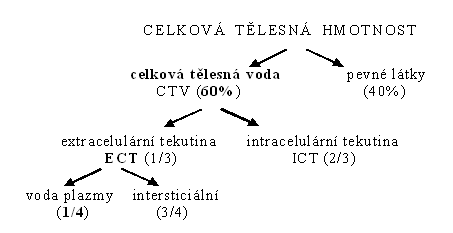 CELKOVÁ TĚLESNÁ HMOTNOST
celková tělesná voda pevné látky
CTV (60%) (40%)
extracelulární tekutina intracelulární tekutina
ECT (1/3) ICT (2/3)
voda plazmy intersticiální
(1/4) (3/4)